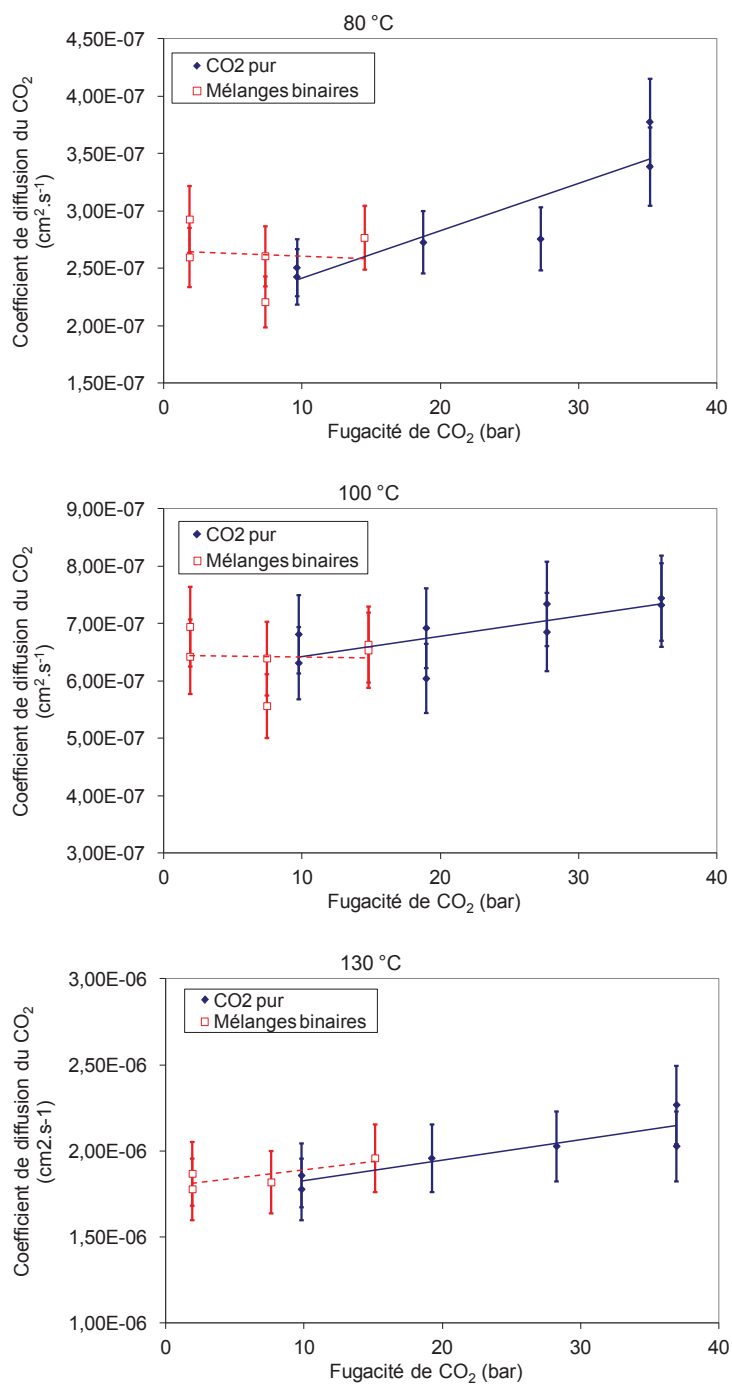 80 °C
4,50E-07
4,00E-07
3,50E-07
3,00E-07
2,50E-07
2,00E-07
1,50E-07
Coefficient de diffusion du CO₂
(cm².s⁻¹)
CO2 pur
Mélanges binaires
0 10 20 30 40
Fugacité de CO₂ (bar)
100 °C
9,00E-07
8,00E-07
7,00E-07
6,00E-07
5,00E-07
4,00E-07
3,00E-07
Coefficient de diffusion du CO₂
(cm².s⁻¹)
CO2 pur
Mélanges binaires
0 10 20 30 40
Fugacité de CO₂ (bar)
130 °C
3,00E-06
2,50E-06
2,00E-06
1,50E-06
1,00E-06
Coefficient de diffusion du CO₂
(cm2.s-1)
CO2 pur
Mélanges binaires
0 10 20 30 40
Fugacité de CO₂ (bar)